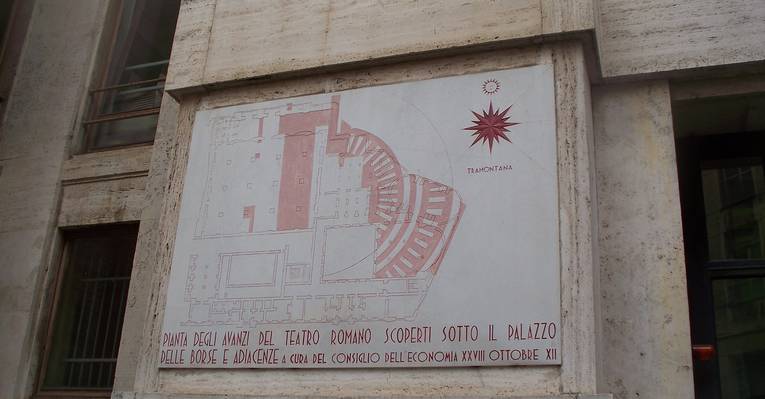 TRAMONTANA
PIANTA DEGLI AVANZI DEL TEATRO ROMANO SCOPERTI SOTTO IL PALAZZO
DELLE BORSE E ADIACENZE A CURA DEL CONSIGLIO DELL'ECONOMIA XXVIII OTTOBRE XII